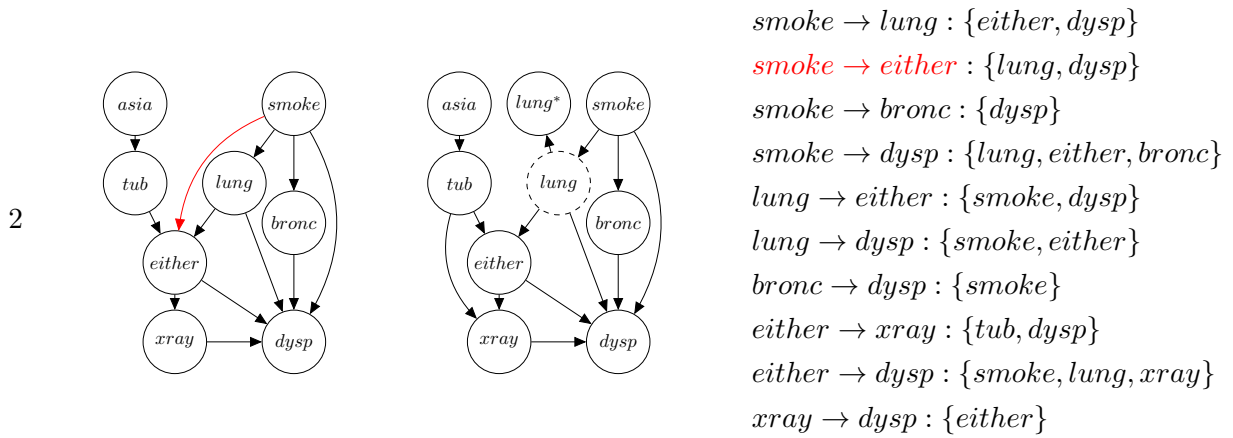 2
asia
smoke
tub
lung
bronc
either
xray
dysp
asia
lung*
smoke
tub
lung
bronc
either
xray
dysp
smoke → lung : {either, dysp}
smoke → either : {lung, dysp}
smoke → bronc : {dysp}
smoke → dysp : {lung, either, bronc}
lung → either : {smoke, dysp}
lung → dysp : {smoke, either}
bronc → dysp : {smoke}
either → xray : {tub, dysp}
either → dysp : {smoke, lung, xray}
xray → dysp : {either}